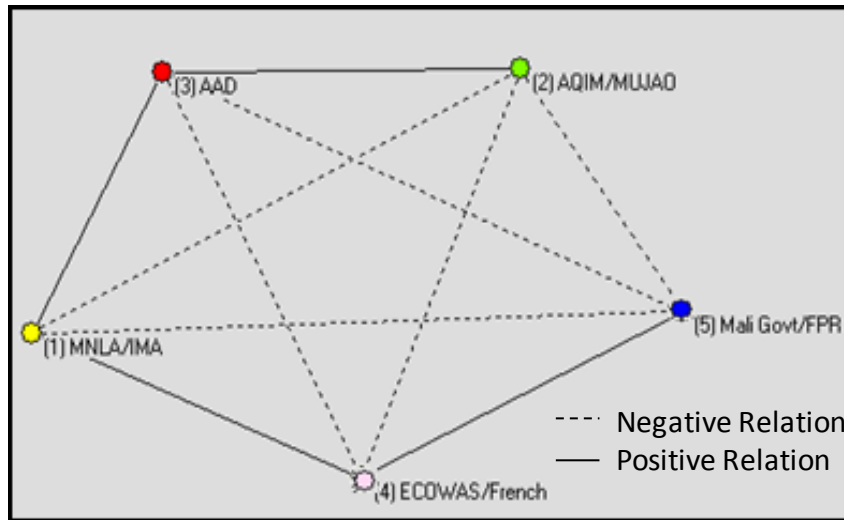 (3) AAD
(2) AQIM/MUJAO
(5) Mali Govt/FPR
(1) MNLA/IMA
Negative Relation
Positive Relation
(4) ECOWAS/French